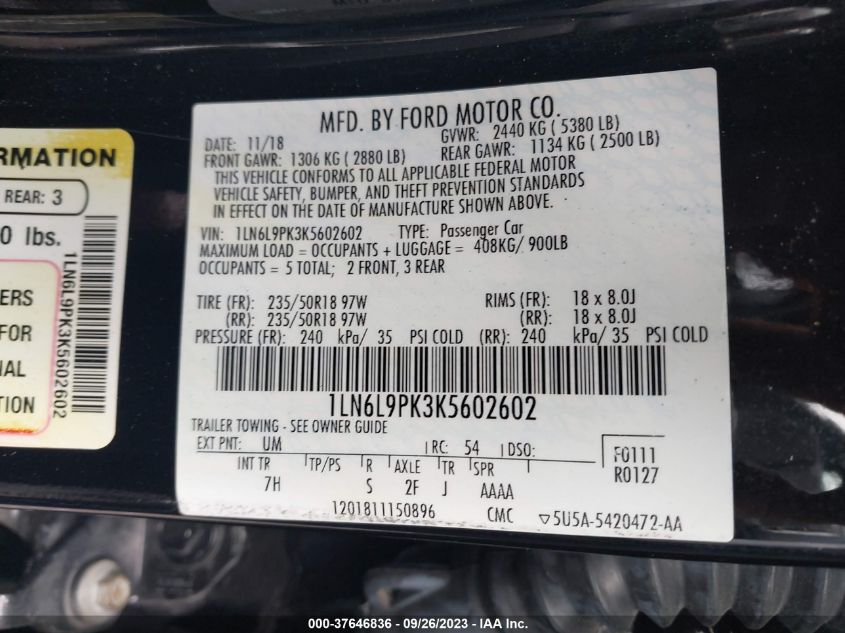 MFD. BY FORD MOTOR CO.
DATE: 11/18 GVWR: 2440 KG ( 5380 LB)
FRONT GAWR: 1306 KG ( 2880 LB) REAR GAWR: 1134 KG ( 2500 LB)
THIS VEHICLE CONFORMS TO ALL APPLICABLE FEDERAL MOTOR
VEHICLE SAFETY, BUMPER, AND THEFT PREVENTION STANDARDS
IN EFFECT ON THE DATE OF MANUFACTURE SHOWN ABOVE.
VIN: 1LN6L9PK3K5602602 TYPE: Passenger Car
MAXIMUM LOAD = OCCUPANTS + LUGGAGE = 408KG/ 900LB
OCCUPANTS = 5 TOTAL; 2 FRONT, 3 REAR
TIRE (FR): 235/50R18 97W RIMS (FR): 18 x 8.0J
(RR): 235/50R18 97W (RR): 18 x 8.0J
PRESSURE (FR): 240 kPa/ 35 PSI COLD (RR): 240 kPa/ 35 PSI COLD
1LN6L9PK3K5602602
TRAILER TOWING - SEE OWNER GUIDE
EXT PNT: UM RC: 54 DSO:
INT TR TP/PS R AXLE TR SPR
7H S 2F J AAAA
F0111
R0127
1201811150896 CMC ▽5U5A-5420472-AA
RMATION
REAR: 3
0 lbs.
ERS
FOR
AL
TION
1LN6L9PK3K5602602
000-37646836 - 09/26/2023 - IAAI Inc.